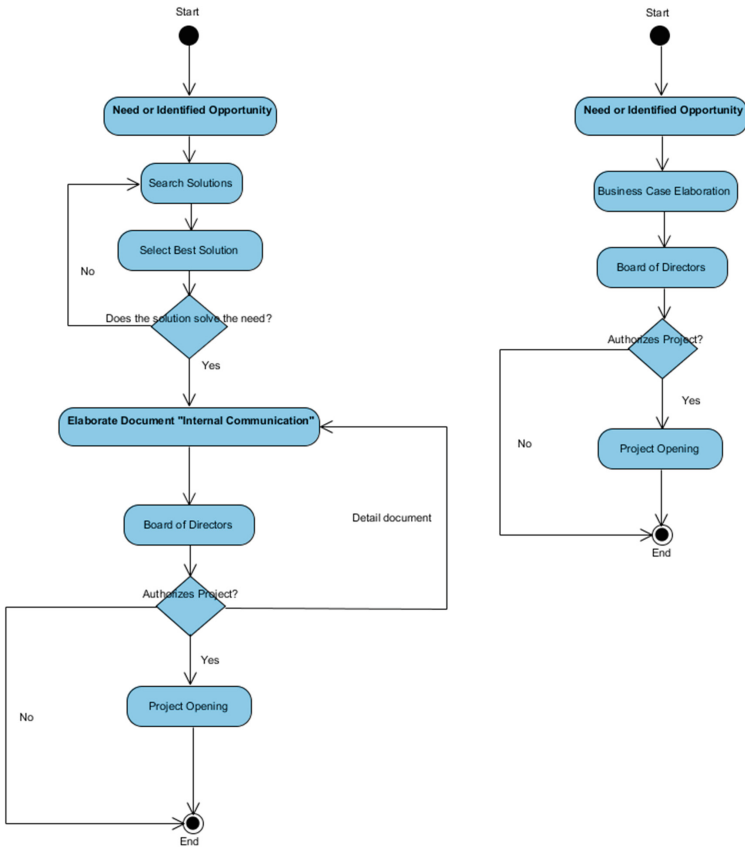 Start
Need or Identified Opportunity
Search Solutions
Select Best Solution
No
Does the solution solve the need?
Yes
Elaborate Document "Internal Communication"
Board of Directors
Detail document
Authorizes Project?
Yes
Project Opening
No
End
Start
Need or Identified Opportunity
Business Case Elaboration
Board of Directors
Authorizes Project?
Yes
No
Project Opening
End